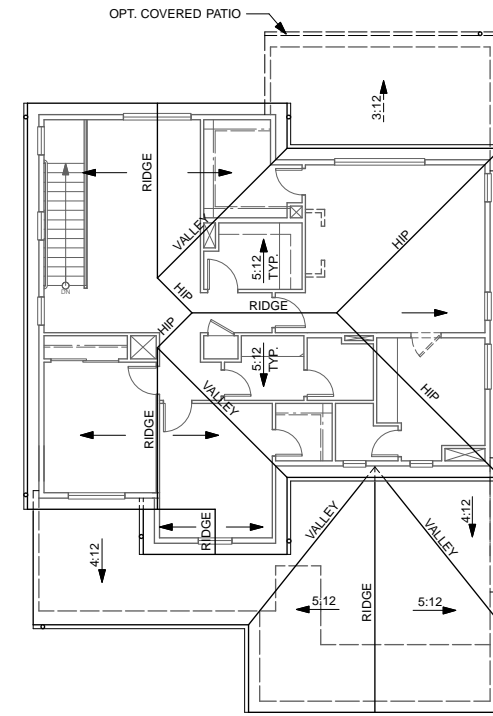 OPT. COVERED PATIO
3:12
RIDGE
VALLEY
HIP
5:12
TYP.
HIP
RIDGE
DN
HIP
5:12
TYP.
HIP
RIDGE
VALLEY
RIDGE
VALLEY
VALLEY
4:12
4:12
5:12
RIDGE
5:12